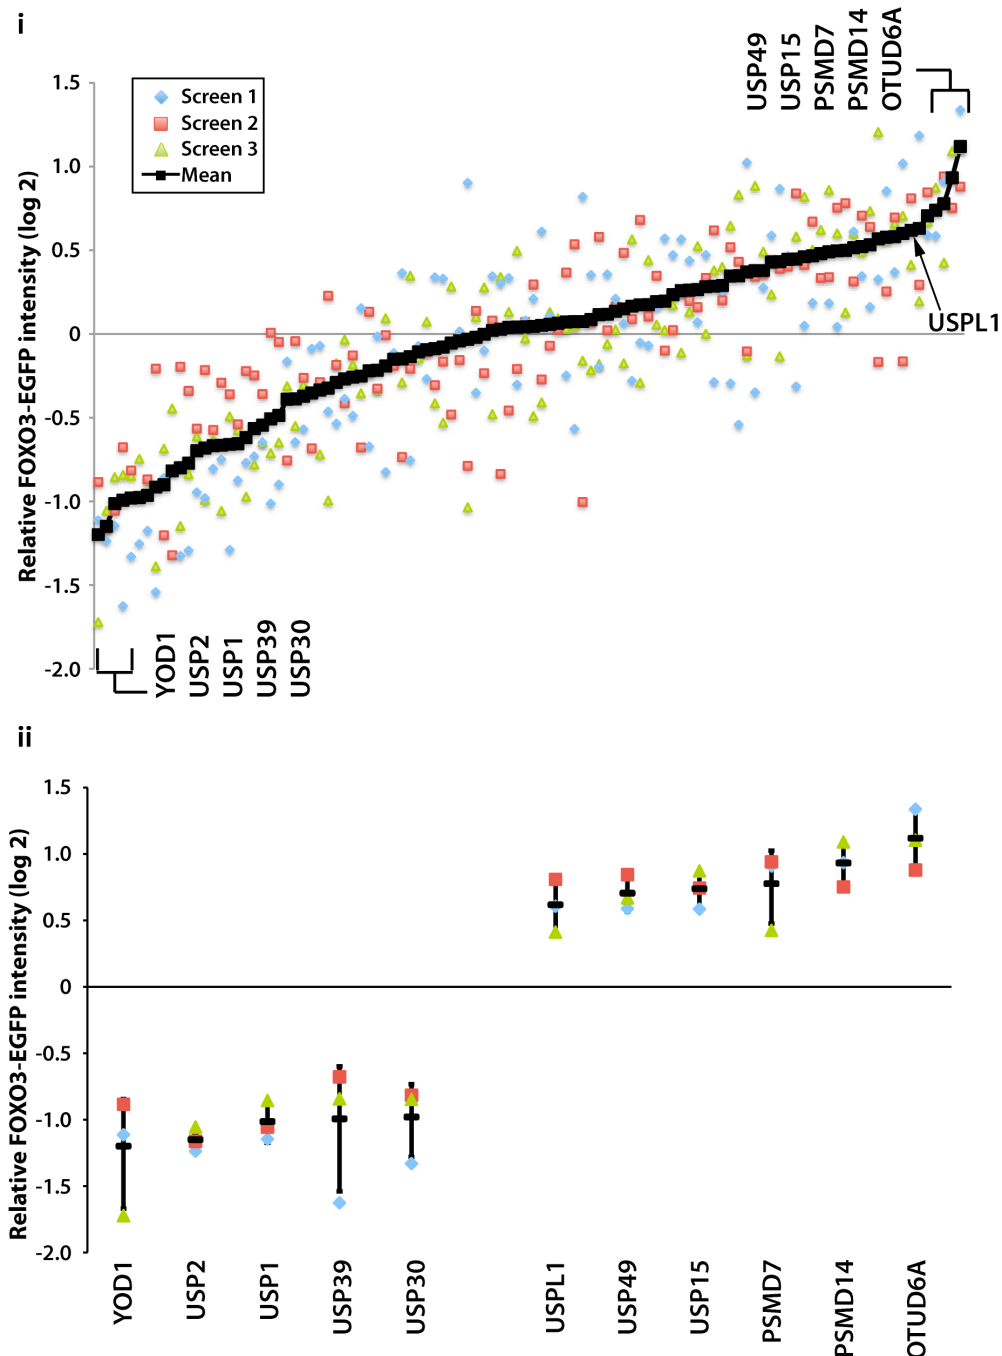 i
USP49
USP15
PSMD7
PSMD14
OTUD6A
Relative FOXO3-EGFP intensity (log 2)
1.5
1.0
0.5
0
-0.5
-1.0
-1.5
-2.0
Screen 1
Screen 2
Screen 3
Mean
USPL1
YOD1
USP2
USP1
USP39
USP30
ii
Relative FOXO3-EGFP intensity (log 2)
1.5
1.0
0.5
0
-0.5
-1.0
-1.5
-2.0
YOD1
USP2
USP1
USP39
USP30
USPL1
USP49
USP15
PSMD7
PSMD14
OTUD6A